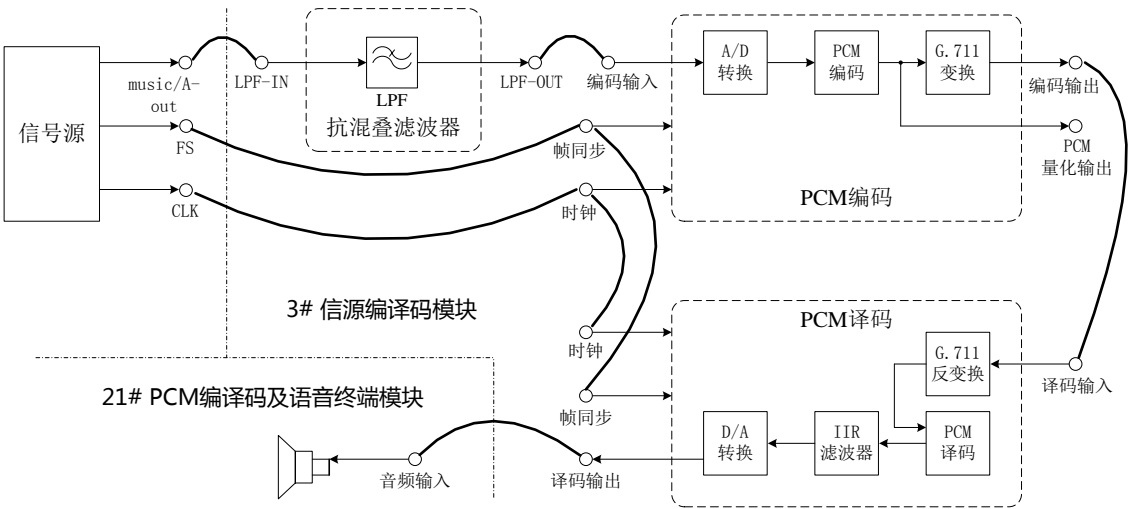 信号源
music/A-
out
FS
CLK
LPF-IN
LPF
抗混叠滤波器
LPF-OUT
编码输入
帧同步
时钟
A/D
转换
PCM
编码
G.711
变换
PCM编码
编码输出
PCM
量化输出
3# 信源编译码模块
时钟
帧同步
PCM译码
G.711
反变换
译码输入
D/A
转换
IIR
滤波器
PCM
译码
21# PCM编译码及语音终端模块
音频输入
译码输出